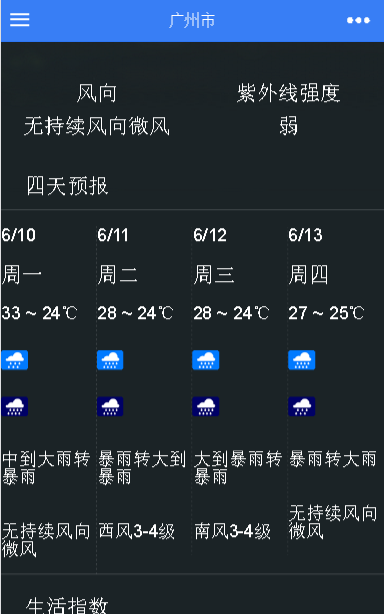 广州市
风向 紫外线强度
无持续风向微风 弱
四天预报
6/10 6/11 6/12 6/13
周一 周二 周三 周四
33 ~ 24℃ 28 ~ 24℃ 28 ~ 24℃ 27 ~ 25℃
中到大雨转 暴雨转大到 大到暴雨转 暴雨转大雨
暴雨 暴雨 暴雨
无持续风向 西风3-4级 南风3-4级 无持续风向
微风 微风
生活指数